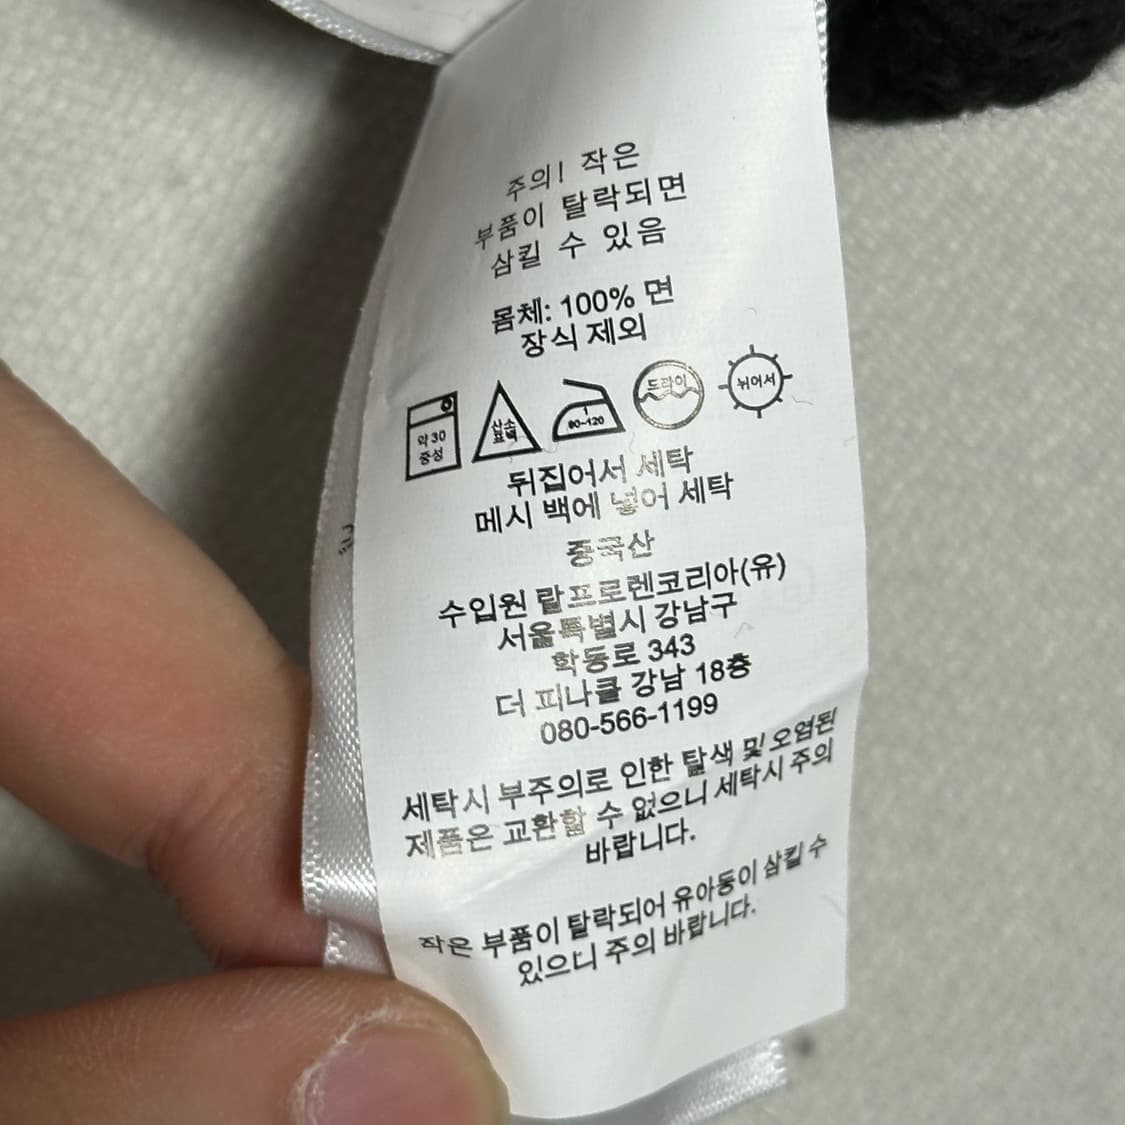 주의! 작은
부품이 탈락되면
삼킬 수 있음
몸체: 100% 면
장식 제외
약 30
중성
산소
표백
1
80~120
드라이
뉘어서
뒤집어서 세탁
메시 백에 넣어 세탁
중국산
수입원 랄프로렌코리아(유)
서울특별시 강남구
학동로 343
더 피나클 강남 18층
080-566-1199
세탁시 부주의로 인한 탈색 및 오염된
제품은 교환할 수 없으니 세탁시 주의
바랍니다.
작은 부품이 탈락되어 유아동이 삼킬 수
있으니 주의 바랍니다.